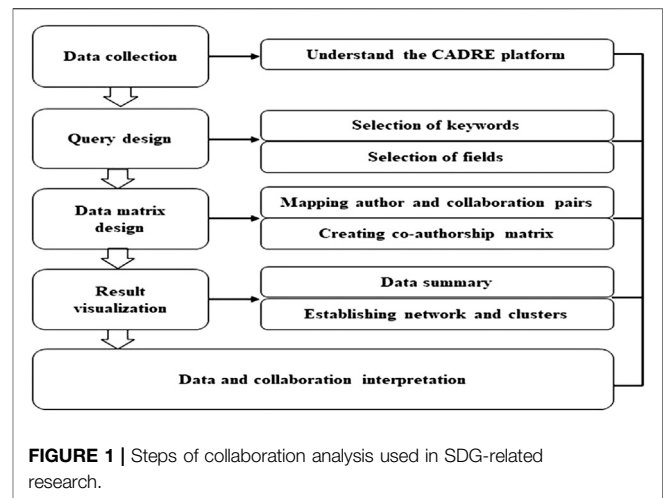 Data collection
Understand the CADRE platform
Query design
Selection of keywords
Selection of fields
Data matrix
design
Mapping author and collaboration pairs
Creating co-authorship matrix
Result
visualization
Data summary
Establishing network and clusters
Data and collaboration interpretation
FIGURE 1 | Steps of collaboration analysis used in SDG-related
research.